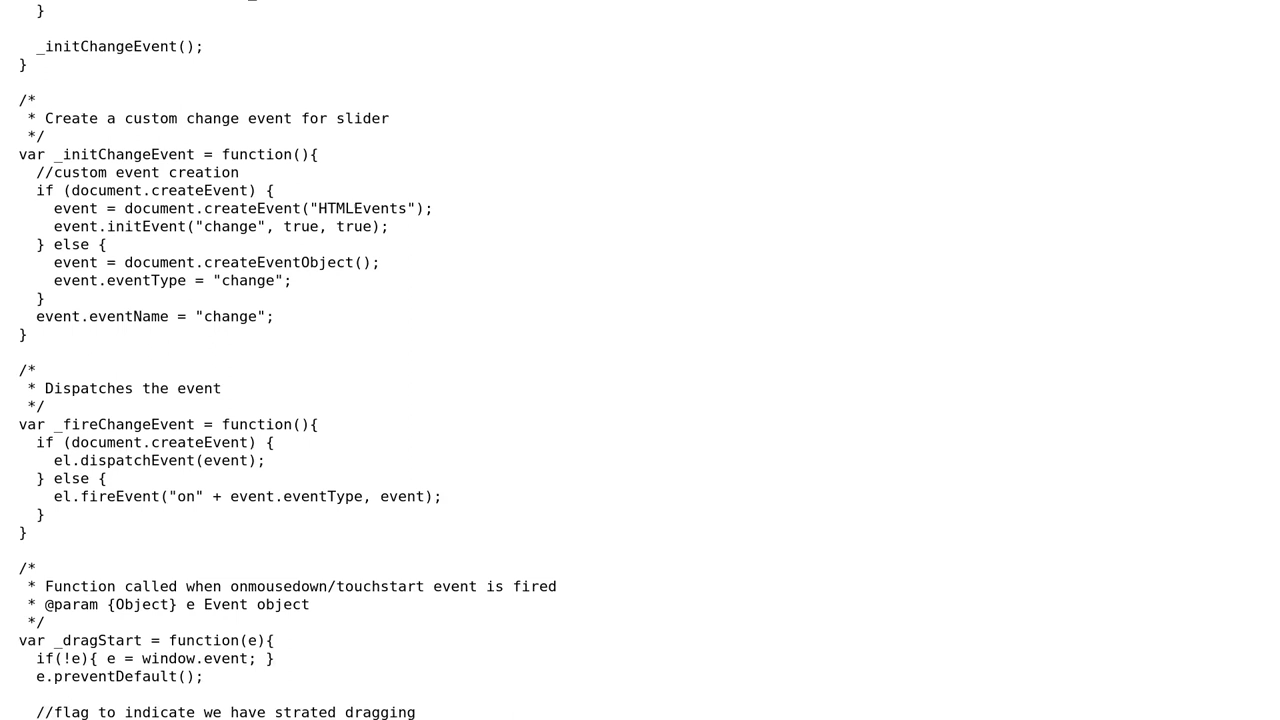 }

  _initChangeEvent();
}

/*
 * Create a custom change event for slider
 */
var _initChangeEvent = function(){
  //custom event creation
  if (document.createEvent) {
    event = document.createEvent("HTMLEvents");
    event.initEvent("change", true, true);
  } else {
    event = document.createEventObject();
    event.eventType = "change";
  }
  event.eventName = "change";
}

/*
 * Dispatches the event
 */
var _fireChangeEvent = function(){
  if (document.createEvent) {
    el.dispatchEvent(event);
  } else {
    el.fireEvent("on" + event.eventType, event);
  }
}

/*
 * Function called when onmousedown/touchstart event is fired
 * @param {Object} e Event object
 */
var _dragStart = function(e){
  if(!e){ e = window.event; }
  e.preventDefault();

  //flag to indicate we have strated dragging